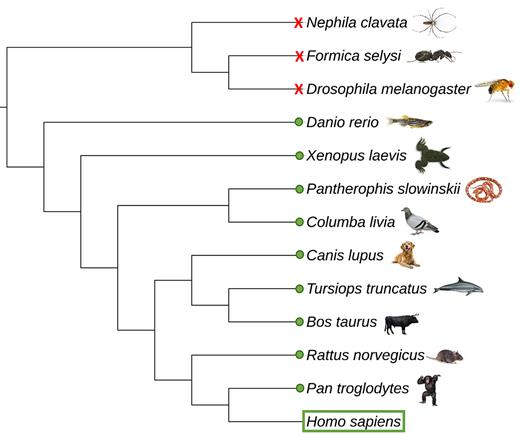 Nephila clavata
Formica selysi
Drosophila melanogaster
Danio rerio
Xenopus laevis
Pantherophis slowinskii
Columba livia
Canis lupus
Tursiops truncatus
Bos taurus
Rattus norvegicus
Pan troglodytes
Homo sapiens